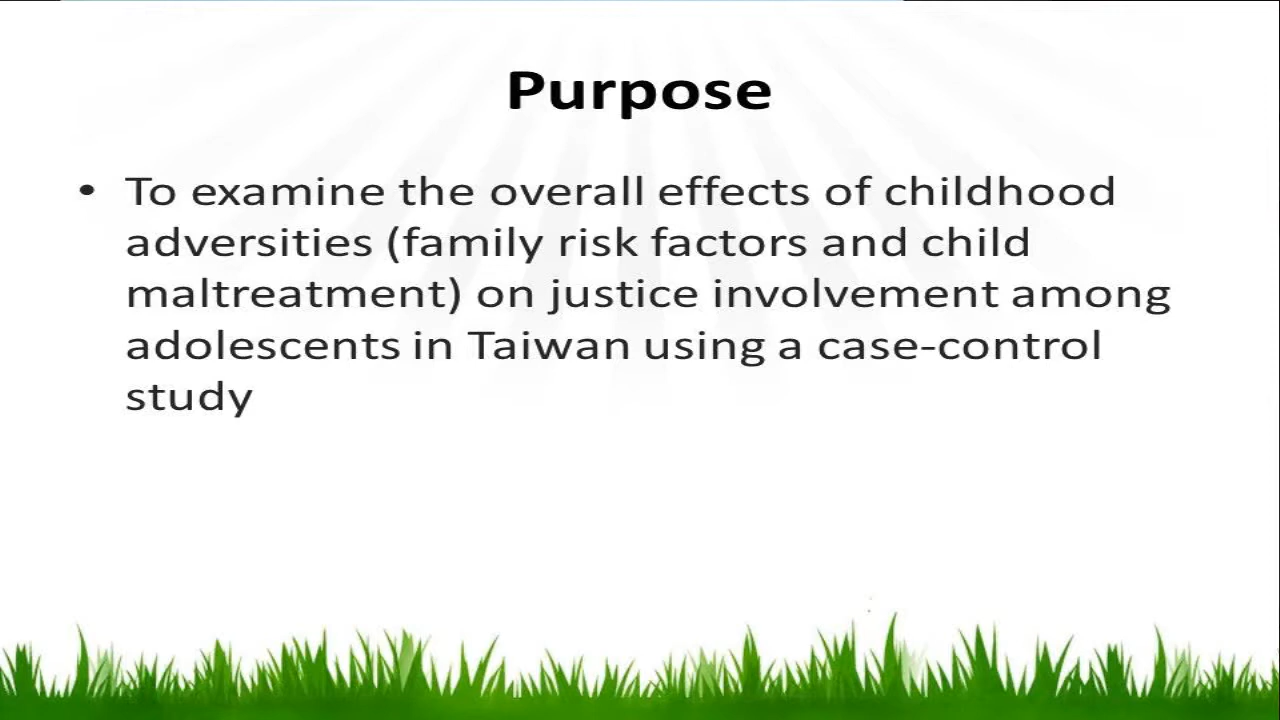 Purpose
• To examine the overall effects of childhood
adversities (family risk factors and child
maltreatment) on justice involvement among
adolescents in Taiwan using a case-control
study